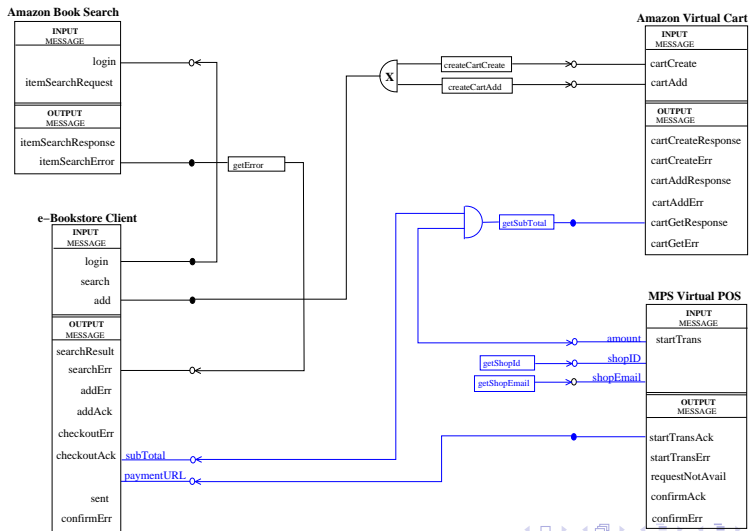 Amazon Book Search
INPUT
MESSAGE
login
itemSearchRequest
OUTPUT
MESSAGE
itemSearchResponse
itemSearchError
getError
X
createCartCreate
createCartAdd
Amazon Virtual Cart
INPUT
MESSAGE
cartCreate
cartAdd
OUTPUT
MESSAGE
cartCreateResponse
cartCreateErr
cartAddResponse
cartAddErr
cartGetResponse
cartGetErr
getSubTotal
e−Bookstore Client
INPUT
MESSAGE
login
search
add
OUTPUT
MESSAGE
searchResult
searchErr
addErr
addAck
checkoutErr
checkoutAck
subTotal
paymentURL
sent
confirmErr
MPS Virtual POS
INPUT
MESSAGE
amount
startTrans
getShopId
shopID
getShopEmail
shopEmail
OUTPUT
MESSAGE
startTransAck
startTransErr
requestNotAvail
confirmAck
confirmErr